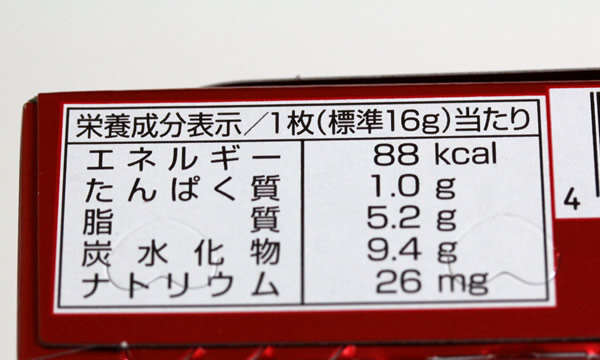 栄養成分表示/1枚(標準16g)当たり
エネルギー 88 kcal
たんぱく質 1.0 g
脂質 5.2 g
炭水化物 9.4 g
ナトリウム 26 mg
4